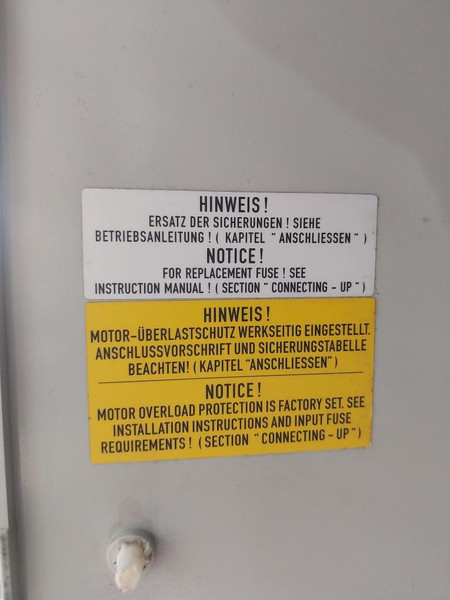 HINWEIS !
ERSATZ DER SICHERUNGEN ! SIEHE
BETRIEBSANLEITUNG ! ( KAPITEL " ANSCHLIESSEN " )
NOTICE !
FOR REPLACEMENT FUSE ! SEE
INSTRUCTION MANUAL ! ( SECTION " CONNECTING - UP " )
HINWEIS !
MOTOR-ÜBERLASTSCHUTZ WERKSEITIG EINGESTELLT.
ANSCHLUSSVORSCHRIFT UND SICHERUNGSTABELLE
BEACHTEN! ( KAPITEL "ANSCHLIESSEN" )
NOTICE !
MOTOR OVERLOAD PROTECTION IS FACTORY SET. SEE
INSTALLATION INSTRUCTIONS AND INPUT FUSE
REQUIREMENTS ! ( SECTION " CONNECTING - UP " )